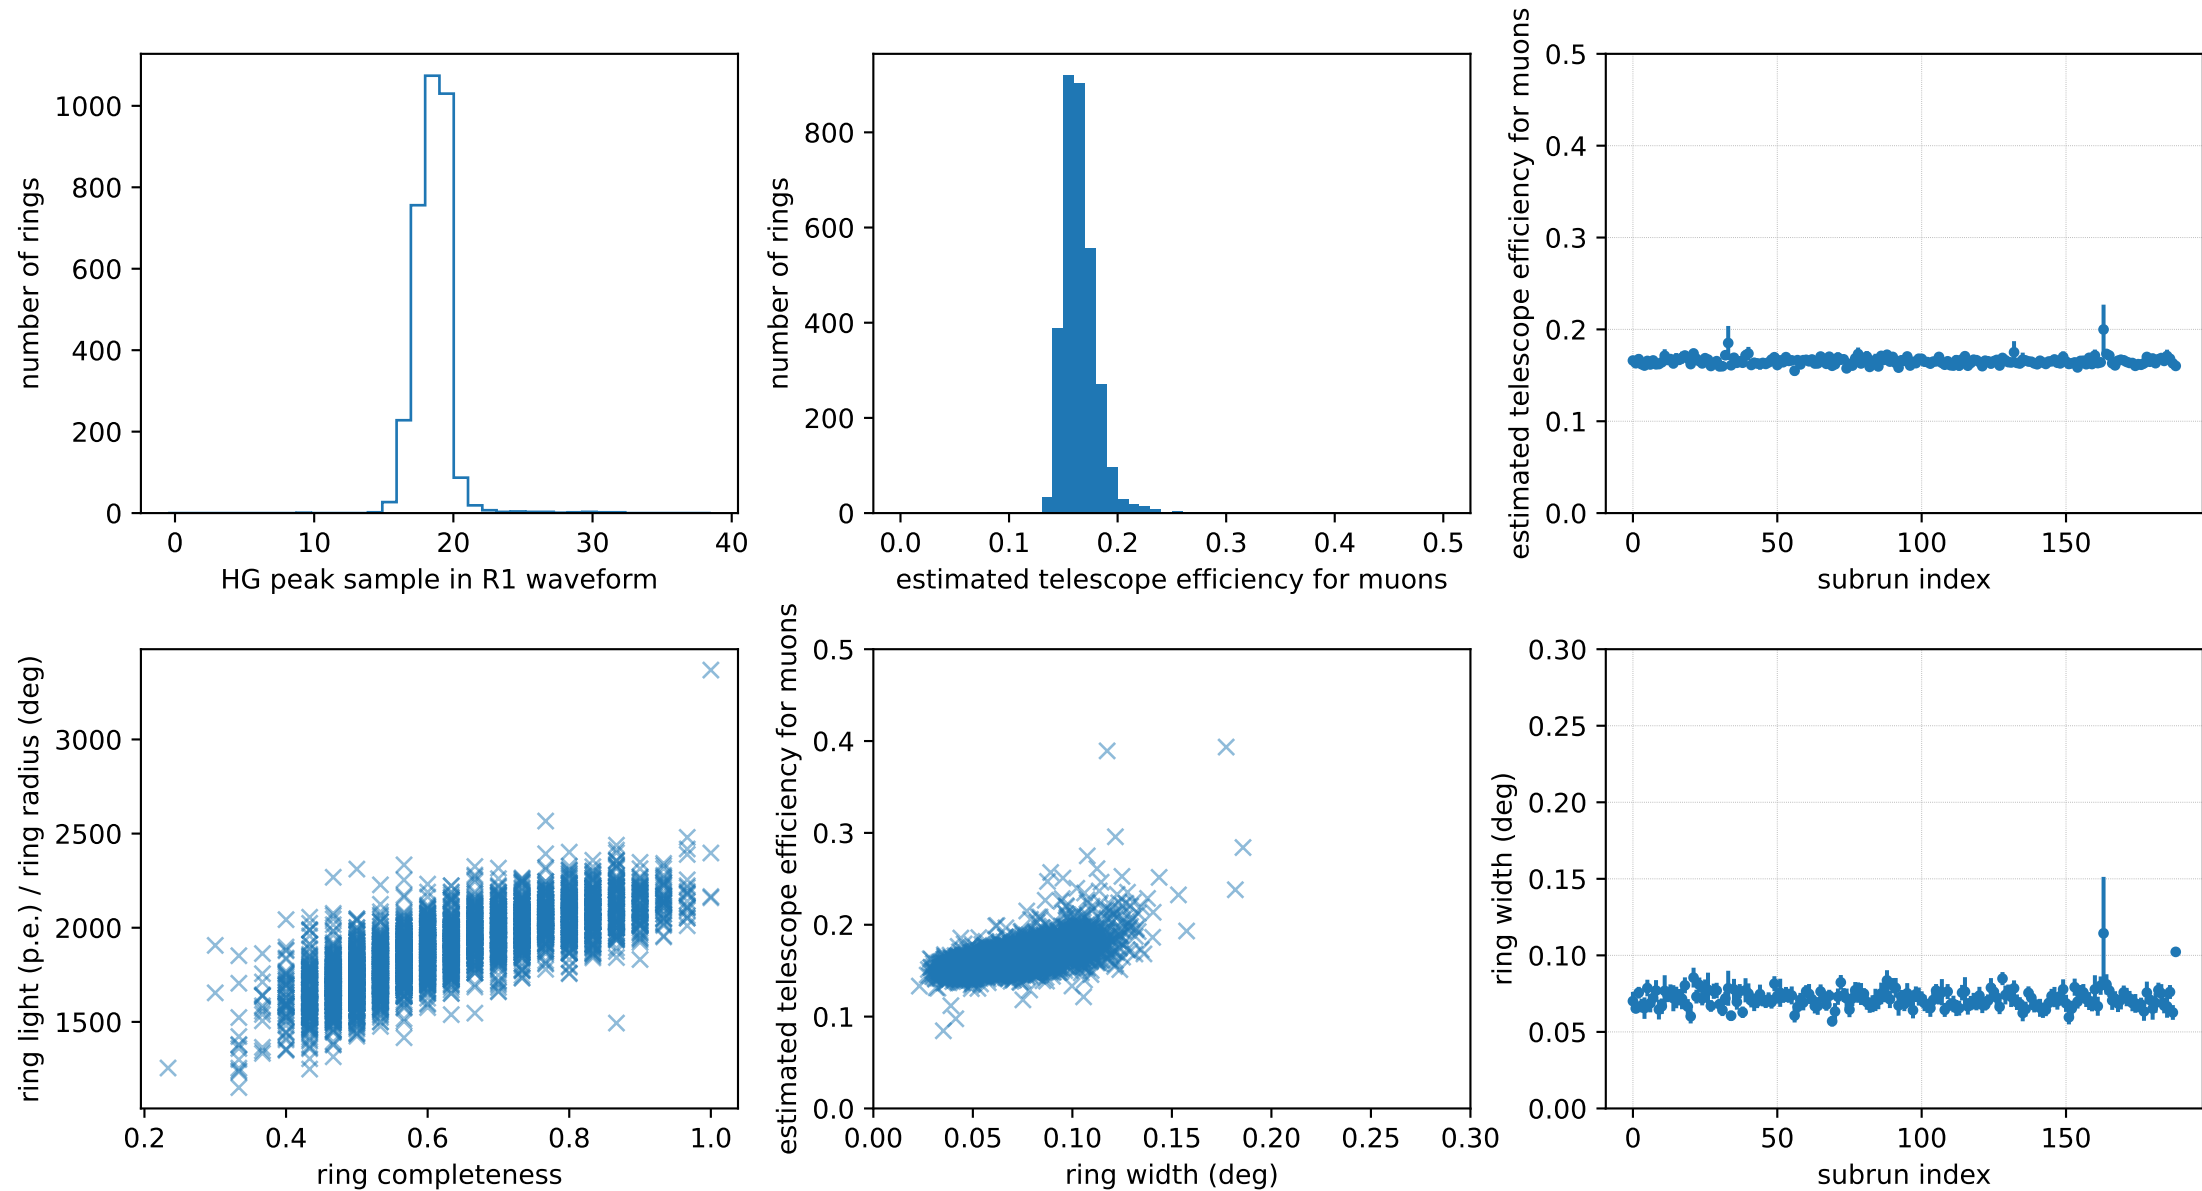 number of rings
1000
800
600
400
200
0
0 10 20 30 40
HG peak sample in R1 waveform
number of rings
800
600
400
200
0
0.0 0.1 0.2 0.3 0.4 0.5
estimated telescope efficiency for muons
estimated telescope efficiency for muons
0.5
0.4
0.3
0.2
0.1
0.0
0 50 100 150
subrun index
ring light (p.e.) / ring radius (deg)
3000
2500
2000
1500
0.2 0.4 0.6 0.8 1.0
ring completeness
estimated telescope efficiency for muons
0.5
0.4
0.3
0.2
0.1
0.0
0.00 0.05 0.10 0.15 0.20 0.25 0.30
ring width (deg)
ring width (deg)
0.30
0.25
0.20
0.15
0.10
0.05
0.00
0 50 100 150
subrun index